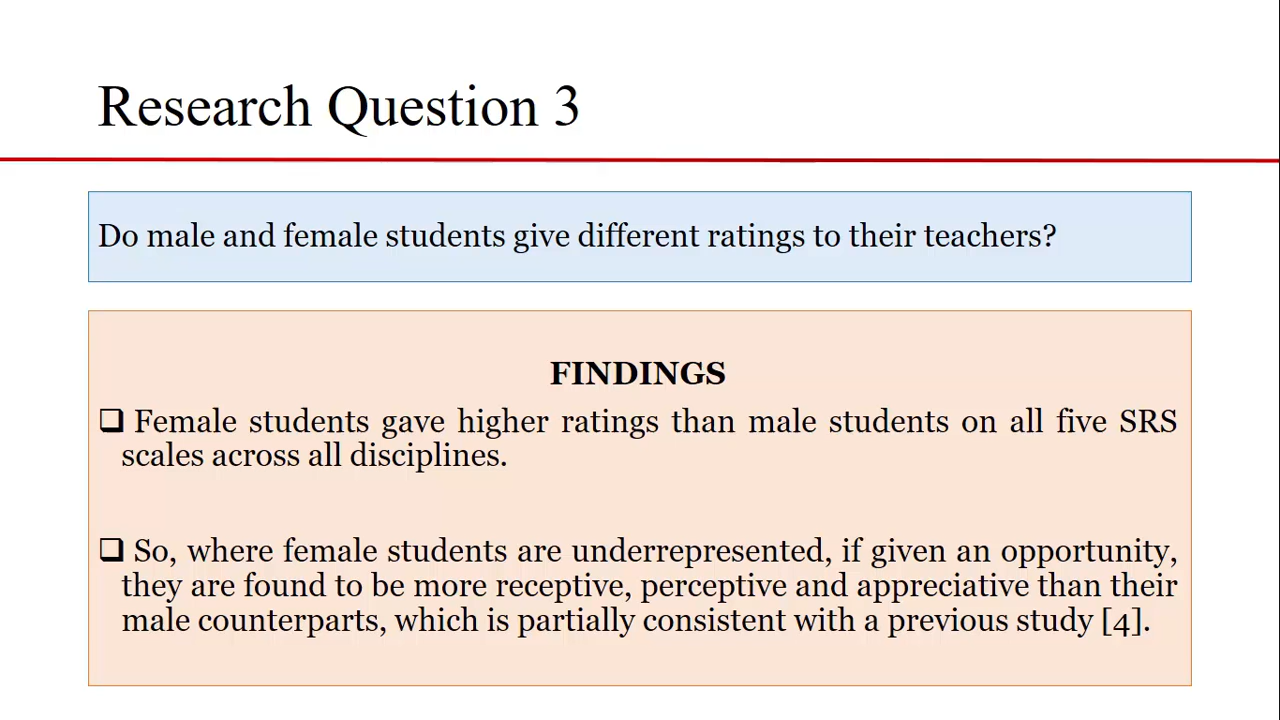 Research Question 3
Do male and female students give different ratings to their teachers?
FINDINGS
❑ Female students gave higher ratings than male students on all five SRS
scales across all disciplines.
❑ So, where female students are underrepresented, if given an opportunity,
they are found to be more receptive, perceptive and appreciative than their
male counterparts, which is partially consistent with a previous study [4].